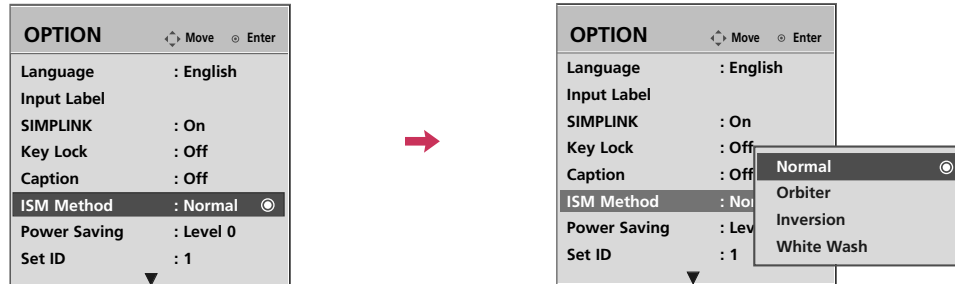 OPTION Move Enter
Language : English
Input Label
SIMPLINK : On
Key Lock : Off
Caption : Off
ISM Method : Normal
Power Saving : Level 0
Set ID : 1
OPTION Move Enter
Language : English
Input Label
SIMPLINK : On
Key Lock : Off
Caption : Off
ISM Method :
Power Saving :
Set ID : 1
Normal
Orbiter
Inversion
White Wash